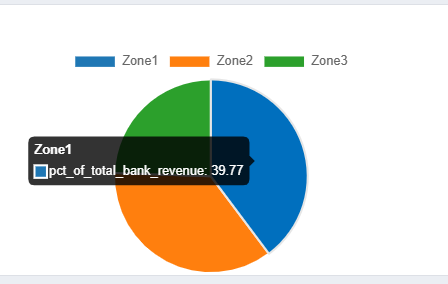 Zone1 Zone2 Zone3
Zone1
pct_of_total_bank_revenue: 39.77